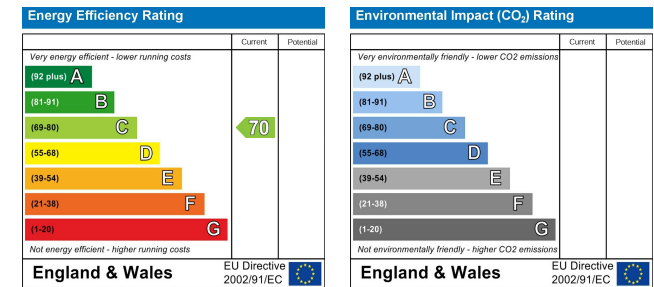 Energy Efficiency Rating
Current Potential
Very energy efficient - lower running costs
(92 plus) A
(81-91) B
(69-80) C
70
(55-68) D
(39-54) E
(21-38) F
(1-20) G
Not energy efficient - higher running costs
England & Wales
EU Directive
2002/91/EC
Environmental Impact (CO₂) Rating
Current Potential
Very environmentally friendly - lower CO2 emissions
(92 plus) A
(81-91) B
(69-80) C
(55-68) D
(39-54) E
(21-38) F
(1-20) G
Not environmentally friendly - higher CO2 emissions
England & Wales
EU Directive
2002/91/EC